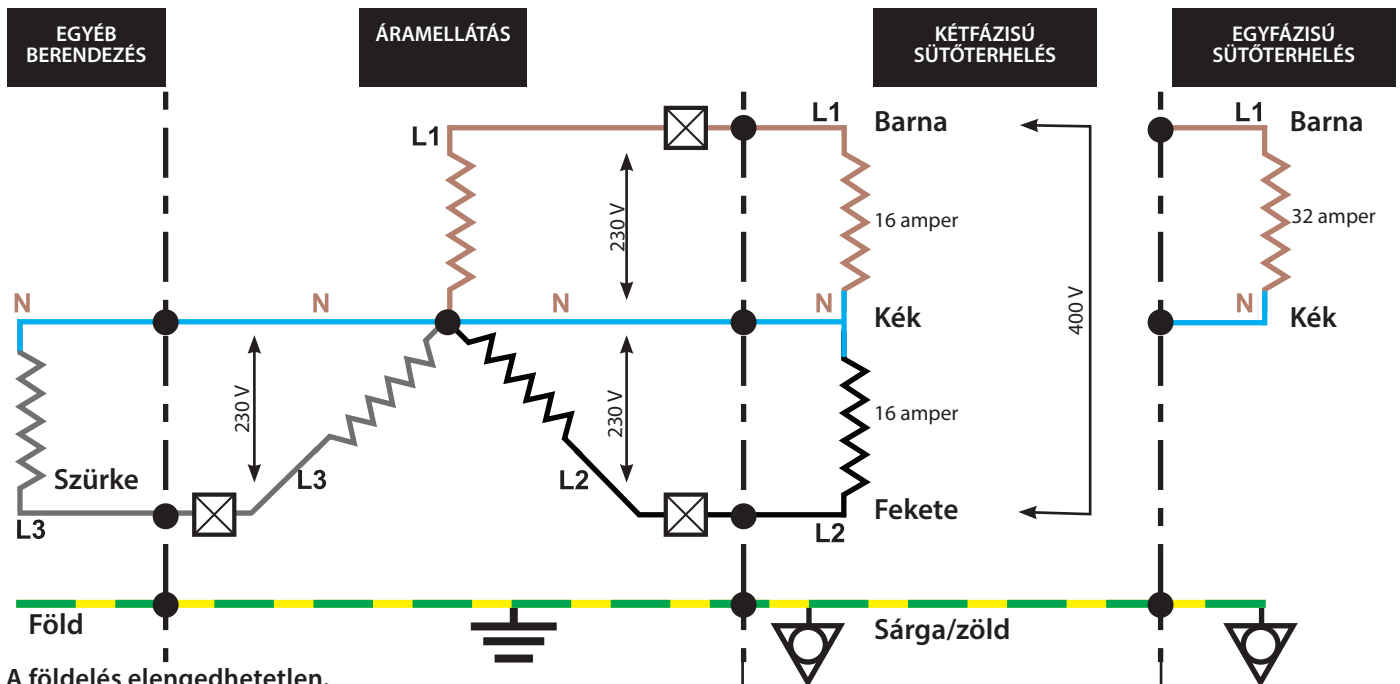 EGYÉB
BERENDEZÉS
ÁRAMELLÁTÁS
KÉTFÁZISÚ
SÜTŐTERHELÉS
EGYFÁZISÚ
SÜTŐTERHELÉS
L1
L1
Barna
L1
Barna
230 V
16 amper
32 amper
N
N
N
N
Kék
400 V
N
Kék
230 V
230 V
16 amper
Szürke
L3
L2
Fekete
L3
L2
Föld
Sárga/zöld
A földelés elengedhetetlen.